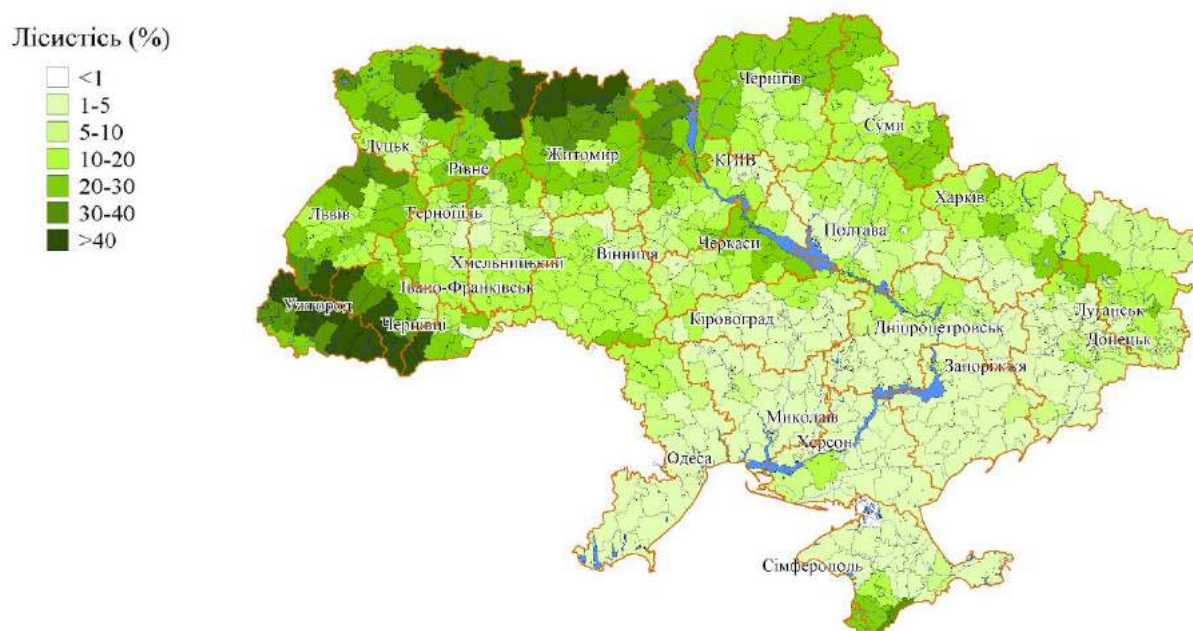 Лісистісь (%)
<1
1-5
5-10
10-20
20-30
30-40
>40
Чернігів
Суми
Луцьк
Рівне
Житомир
КИЇВ
Харків
Львів
Тернопіль
Хмельницький
Вінниця
Черкаси
Полтава
Ужгород
Івано-Франківськ
Чернівці
Кіровоград
Дніпропетровськ
Луганськ
Донецьк
Запоріжжя
Миколаїв
Херсон
Одеса
Сімферополь